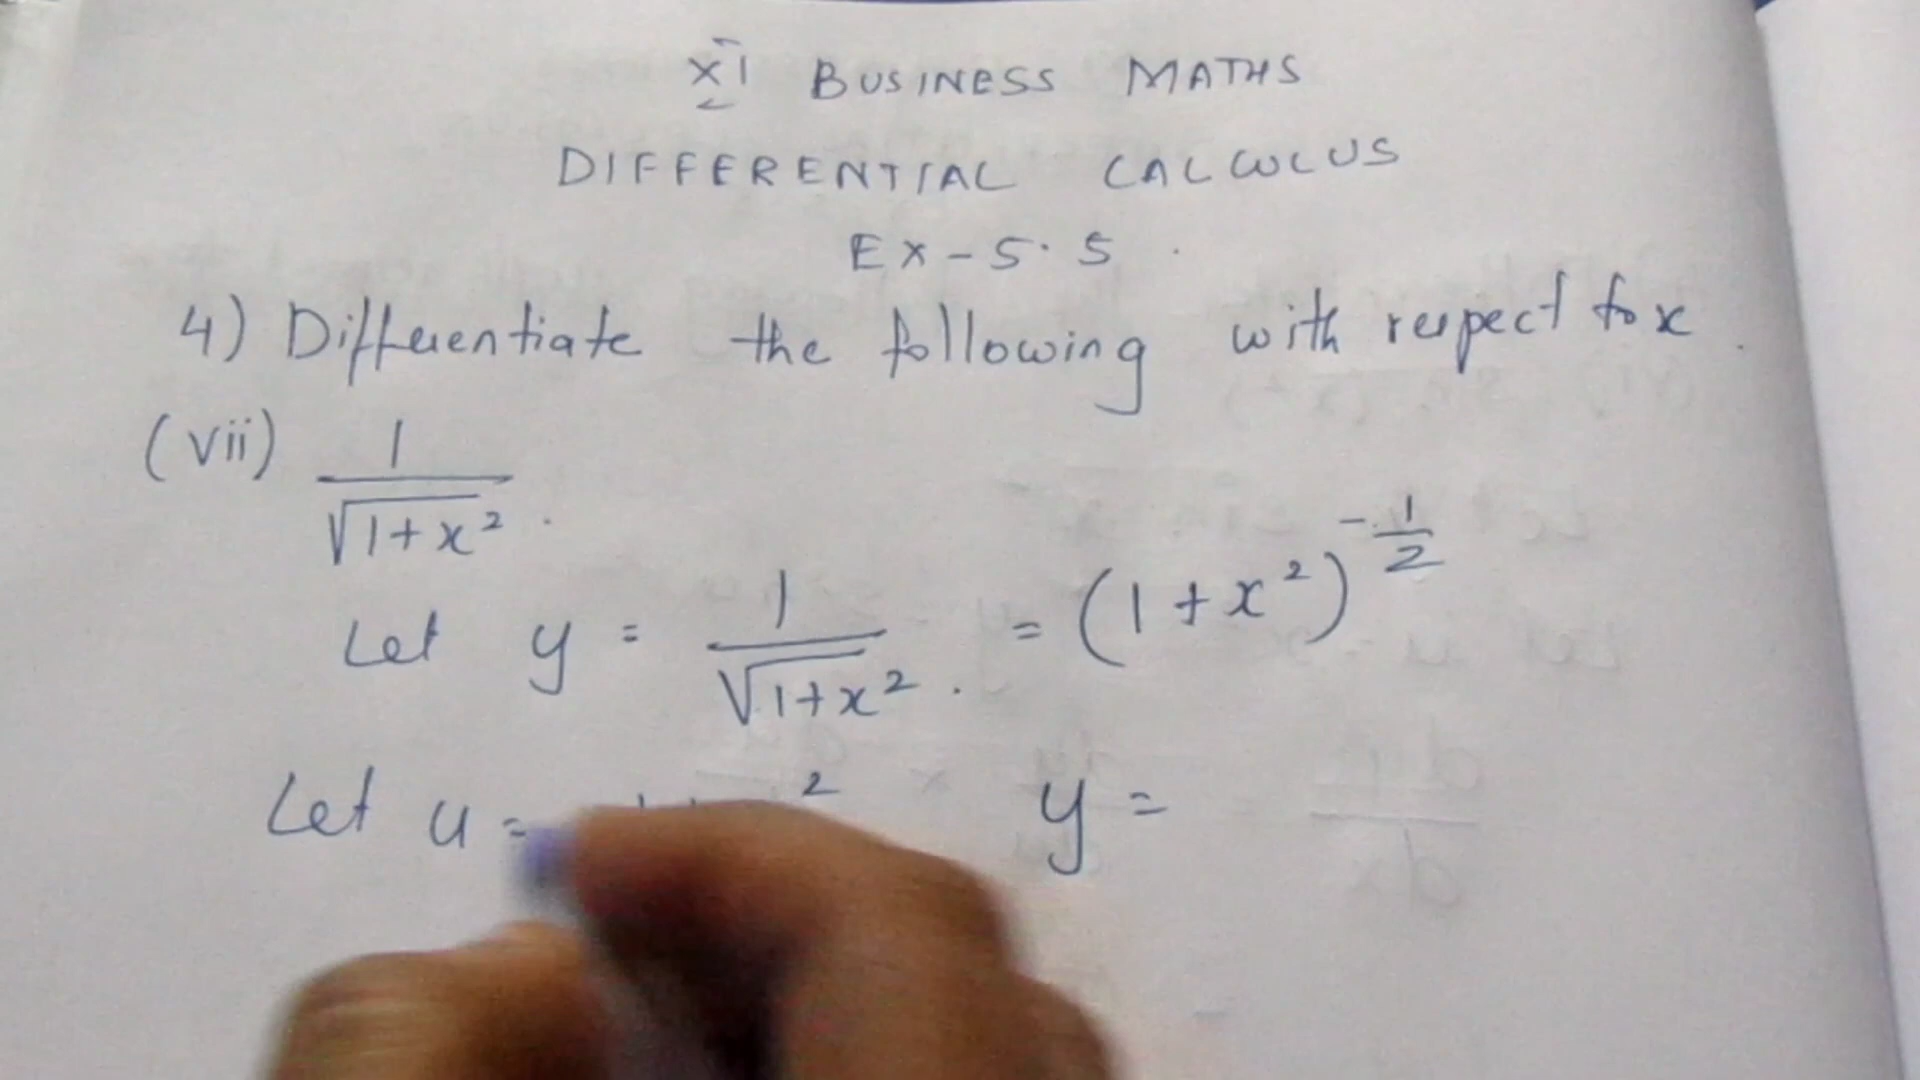 XI BUSINESS MATHS
DIFFERENTIAL CALCULUS
EX - 5.5
4) Differentiate the following with respect to x.
(vii) 1/√1+x².
Let y = 1/√1+x². = (1+x²)^-1/2
Let u = 2 y =